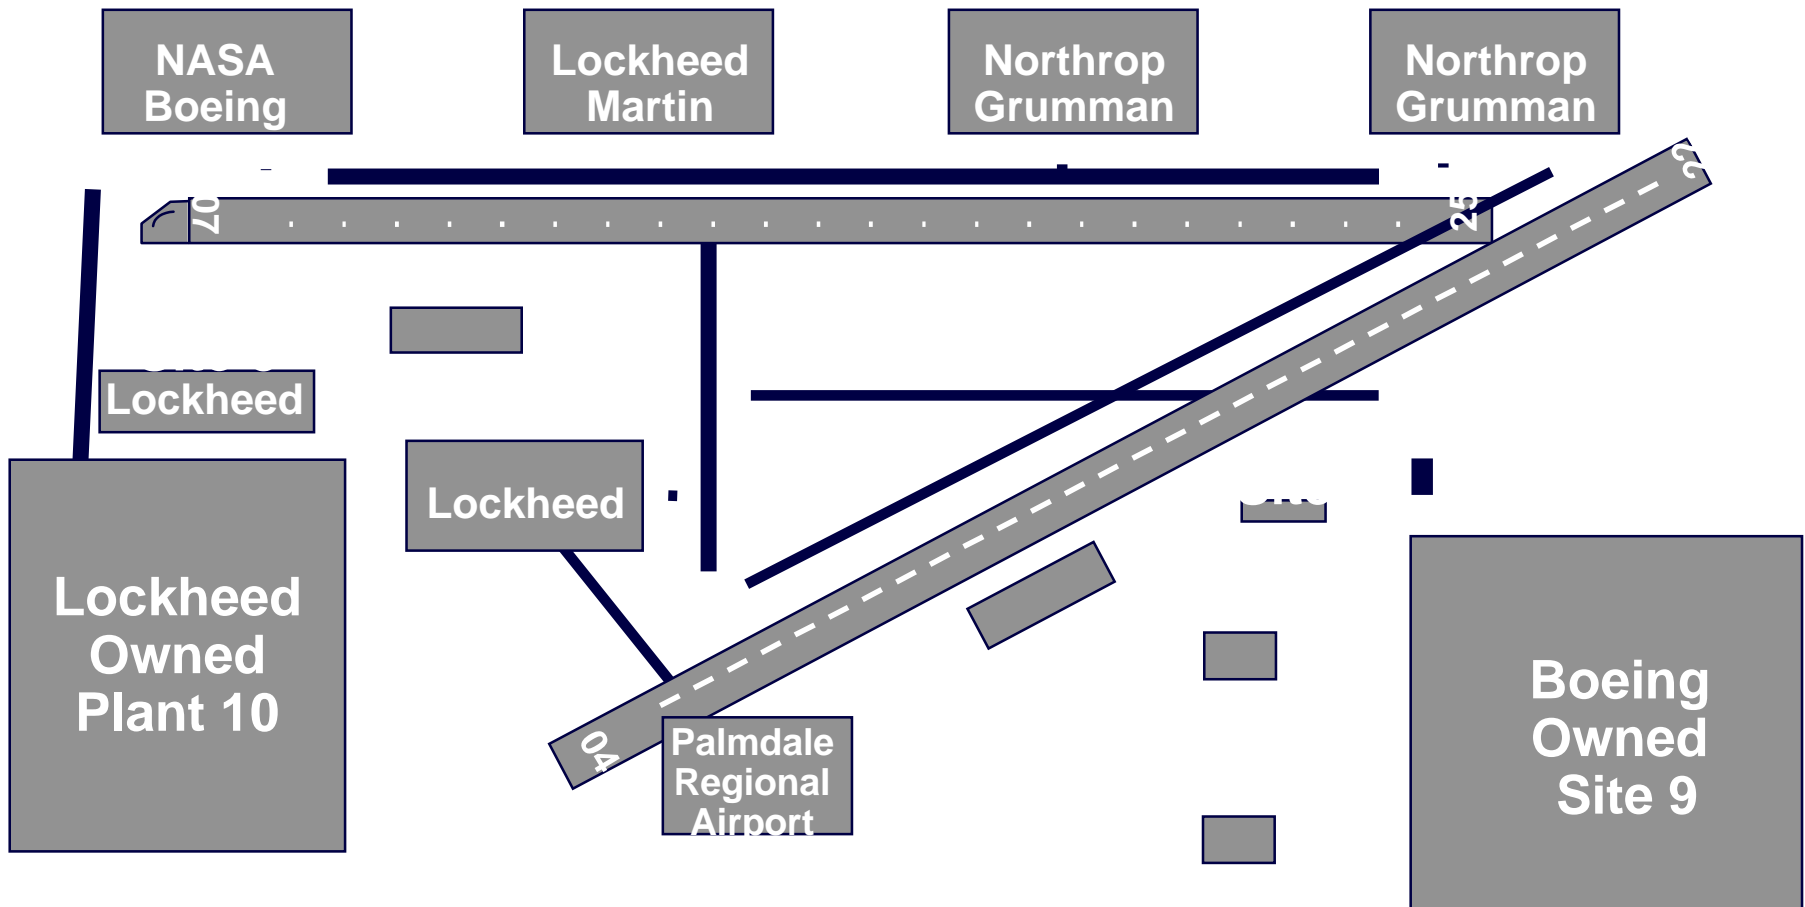 NASA
Boeing
Lockheed
Martin
Northrop
Grumman
Northrop
Grumman
07
25
22
Lockheed
Lockheed
Site
Lockheed
Owned
Plant 10
04
Palmdale
Regional
Airport
Boeing
Owned
Site 9